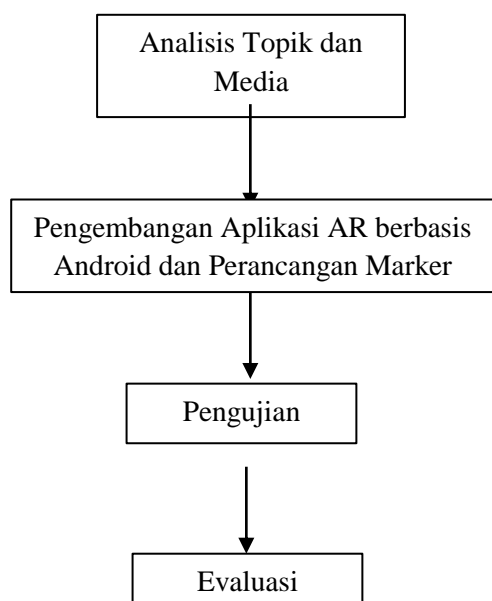 Analisis Topik dan
Media
Pengembangan Aplikasi AR berbasis
Android dan Perancangan Marker
Pengujian
Evaluasi